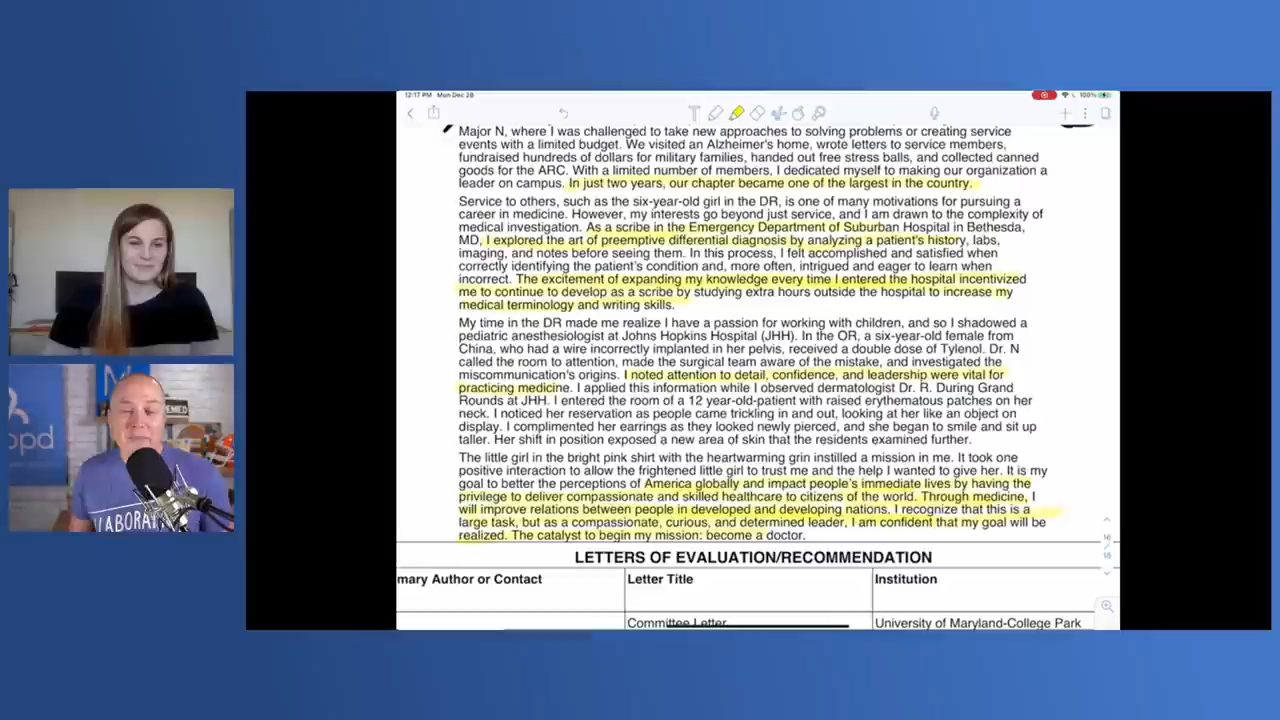 12:17 PM Mon Dec 28
100%
Major N, where I was challenged to take new approaches to solving problems or creating service
events with a limited budget. We visited an Alzheimer's home, wrote letters to service members,
fundraised hundreds of dollars for military families, handed out free stress balls, and collected canned
goods for the ARC. With a limited number of members, I dedicated myself to making our organization a
leader on campus. In just two years, our chapter became one of the largest in the country.
Service to others, such as the six-year-old girl in the DR, is one of many motivations for pursuing a
career in medicine. However, my interests go beyond just service, and I am drawn to the complexity of
medical investigation. As a scribe in the Emergency Department of Suburban Hospital in Bethesda,
MD, I explored the art of preemptive differential diagnosis by analyzing a patient's history, labs,
imaging, and notes before seeing them. In this process, I felt accomplished and satisfied when
correctly identifying the patient's condition and, more often, intrigued and eager to learn when
incorrect. The excitement of expanding my knowledge every time I entered the hospital incentivized
me to continue to develop as a scribe by studying extra hours outside the hospital to increase my
medical terminology and writing skills.
My time in the DR made me realize I have a passion for working with children, and so I shadowed a
pediatric anesthesiologist at Johns Hopkins Hospital (JHH). In the OR, a six-year-old female from
China, who had a wire incorrectly implanted in her pelvis, received a double dose of Tylenol. Dr. N
called the room to attention, made the surgical team aware of the mistake, and investigated the
miscommunication's origins. I noted attention to detail, confidence, and leadership were vital for
practicing medicine. I applied this information while I observed dermatologist Dr. R. During Grand
Rounds at JHH. I entered the room of a 12 year-old-patient with raised erythematous patches on her
neck. I noticed her reservation as people came trickling in and out, looking at her like an object on
display. I complimented her earrings as they looked newly pierced, and she began to smile and sit up
taller. Her shift in position exposed a new area of skin that the residents examined further.
The little girl in the bright pink shirt with the heartwarming grin instilled a mission in me. It took one
positive interaction to allow the frightened little girl to trust me and the help I wanted to give her. It is my
goal to better the perceptions of America globally and impact people's immediate lives by having the
privilege to deliver compassionate and skilled healthcare to citizens of the world. Through medicine, I
will improve relations between people in developed and developing nations. I recognize that this is a
large task, but as a compassionate, curious, and determined leader, I am confident that my goal will be
realized. The catalyst to begin my mission: become a doctor.
16
18
LETTERS OF EVALUATION/RECOMMENDATION
mary Author or Contact
Letter Title
Institution
Committee Letter
University of Maryland-College Park